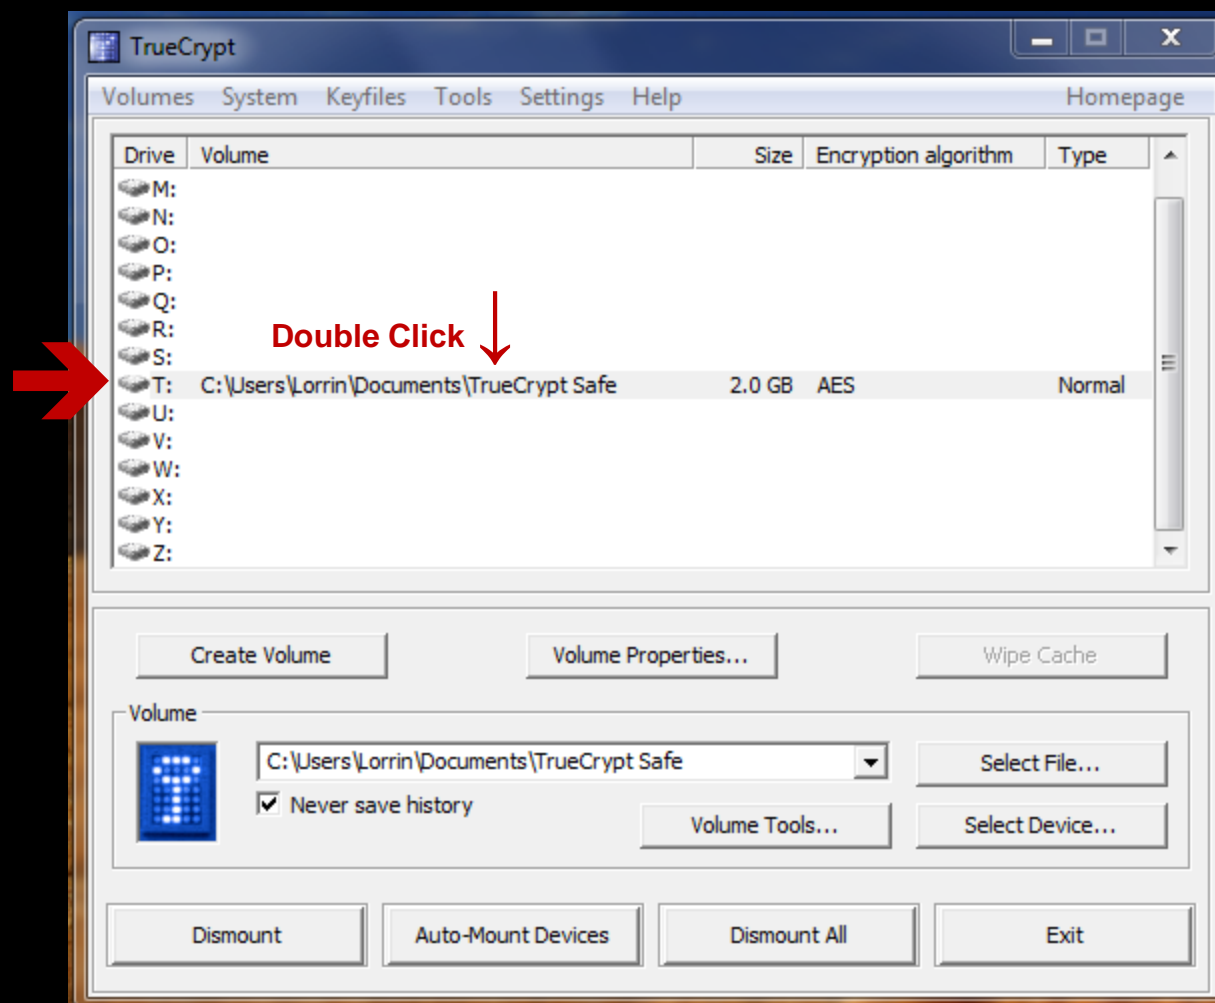 TrueCrypt
Volumes System Keyfiles Tools Settings Help Homepage
Drive Volume Size Encryption algorithm Type
M:
N:
O:
P:
Q:
R:
Double Click
S:
T: C:\Users\Lorrin\Documents\TrueCrypt Safe 2.0 GB AES Normal
U:
V:
W:
X:
Y:
Z:
Create Volume Volume Properties... Wipe Cache
Volume
C:\Users\Lorrin\Documents\TrueCrypt Safe Select File...
Never save history
Volume Tools... Select Device...
Dismount Auto-Mount Devices Dismount All Exit